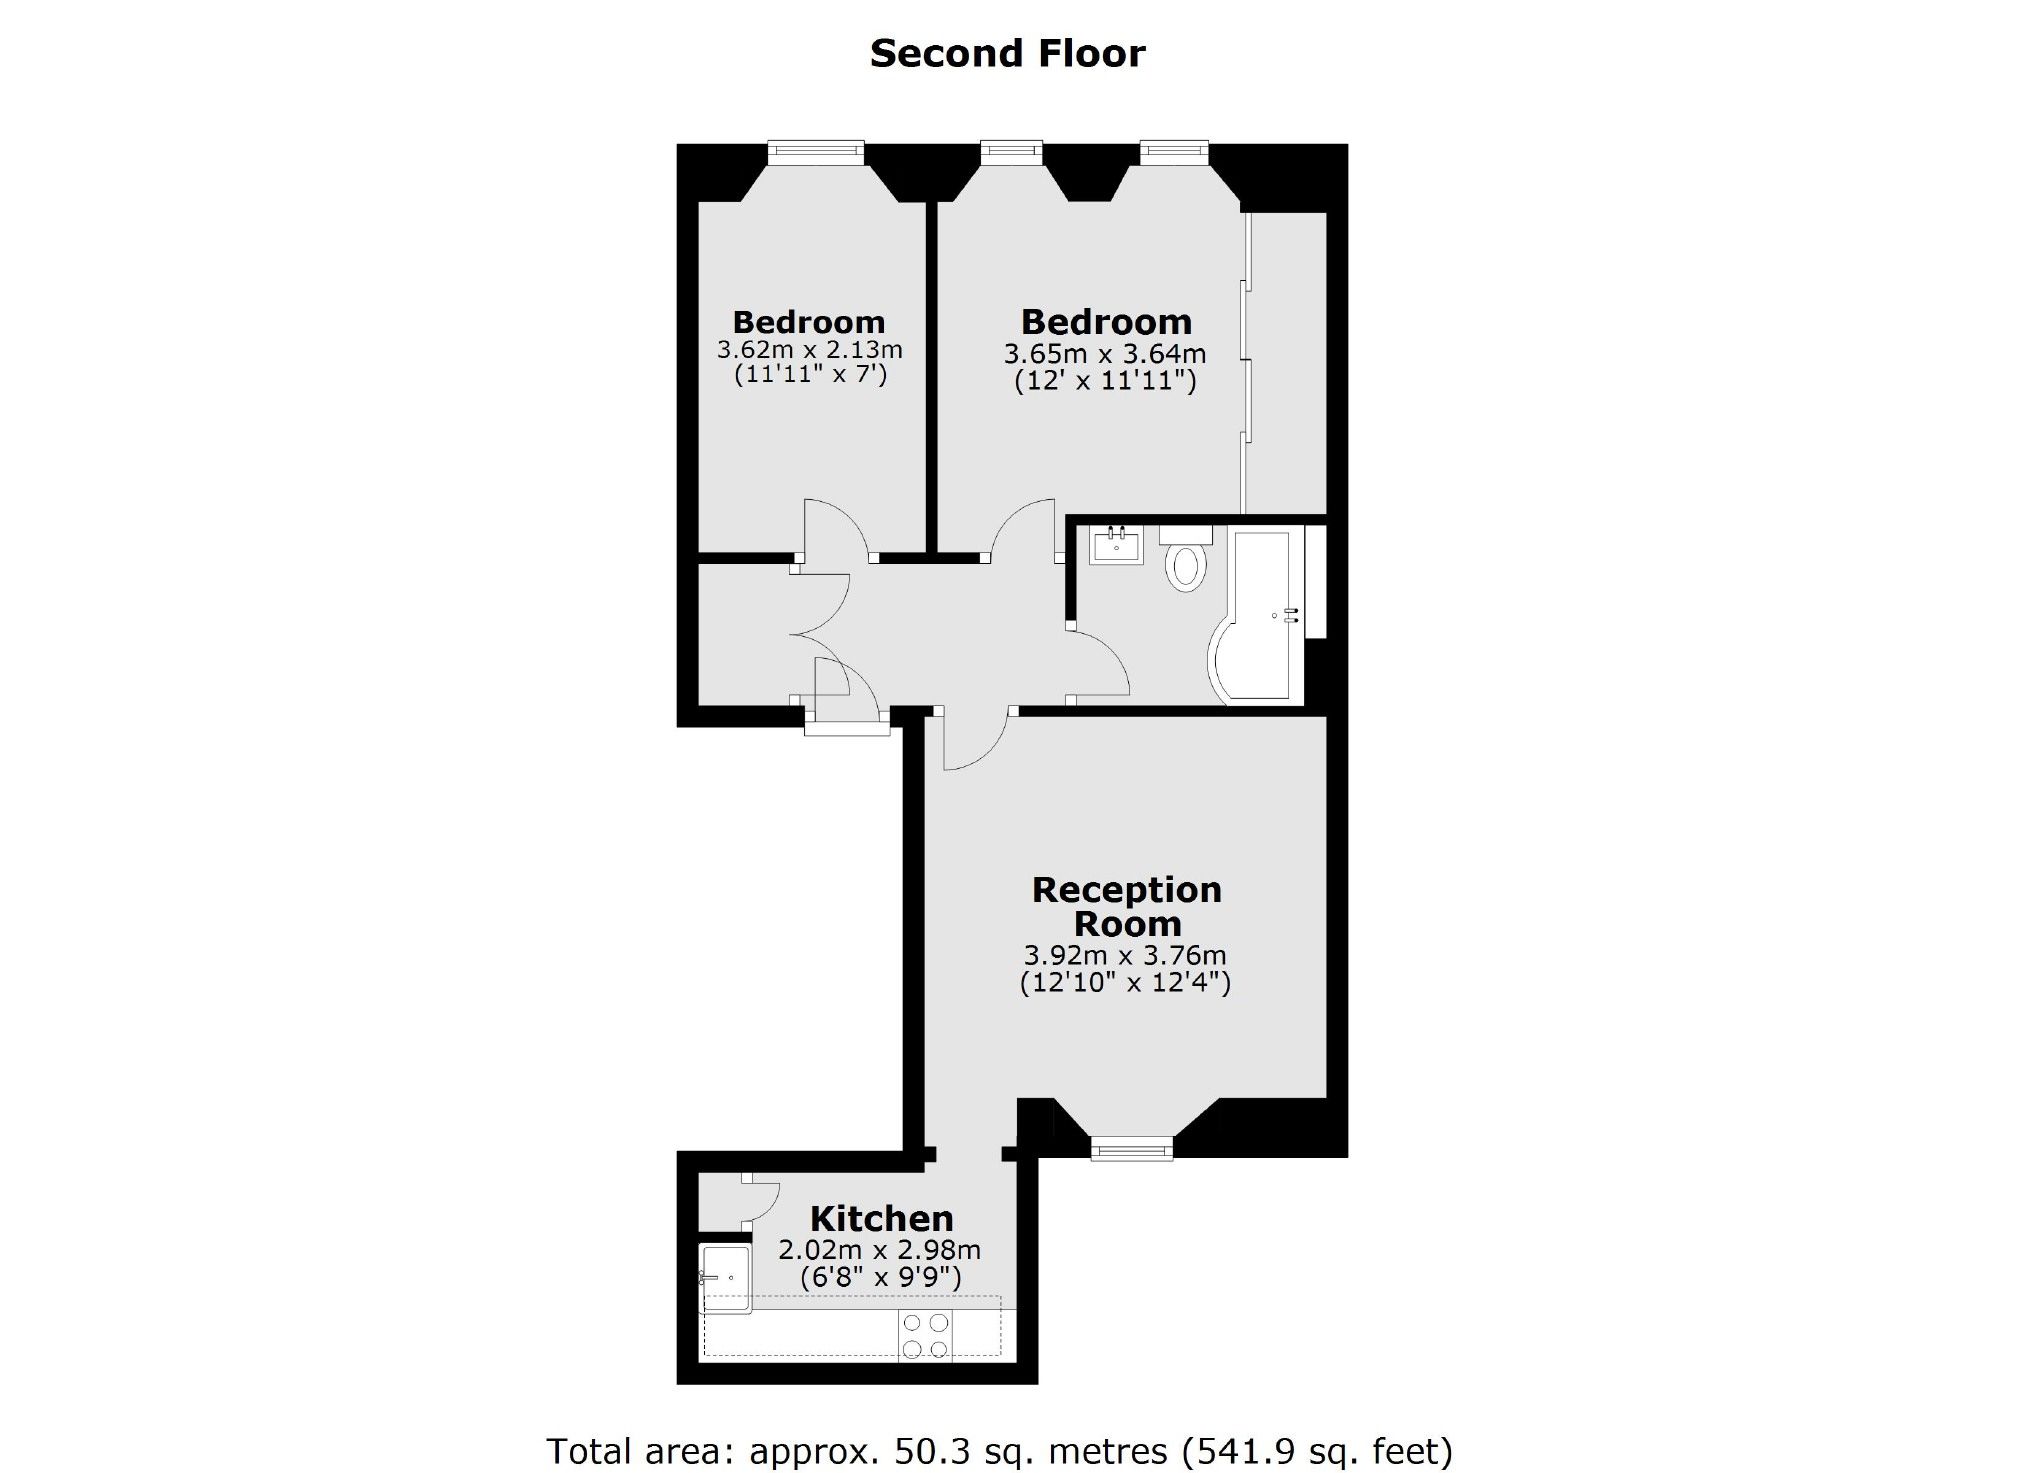 Second Floor
Bedroom
3.62m x 2.13m
(11'11" x 7')
Bedroom
3.65m x 3.64m
(12' x 11'11")
Reception
Room
3.92m x 3.76m
(12'10" x 12'4")
Kitchen
2.02m x 2.98m
(6'8" x 9'9")
Total area: approx. 50.3 sq. metres (541.9 sq. feet)